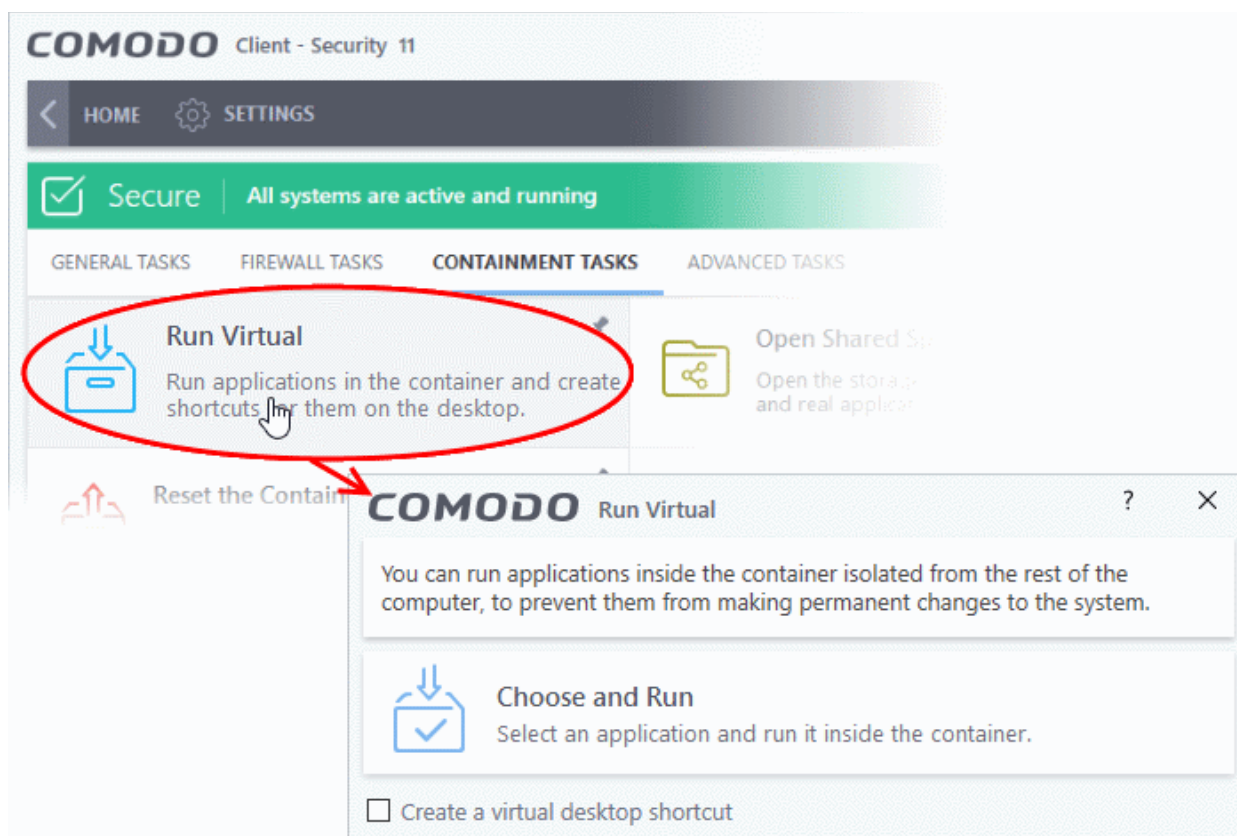 COMODO Client - Security 11
HOME SETTINGS
Secure All systems are active and running
GENERAL TASKS FIREWALL TASKS CONTAINMENT TASKS ADVANCED TASKS
Run Virtual
Run applications in the container and create
shortcuts for them on the desktop.
Open Shared
Open the storage
and real
Reset the
COMODO Run Virtual ?
You can run applications inside the container isolated from the rest of the
computer, to prevent them from making permanent changes to the system.
Choose and Run
Select an application and run it inside the container.
Create a virtual desktop shortcut